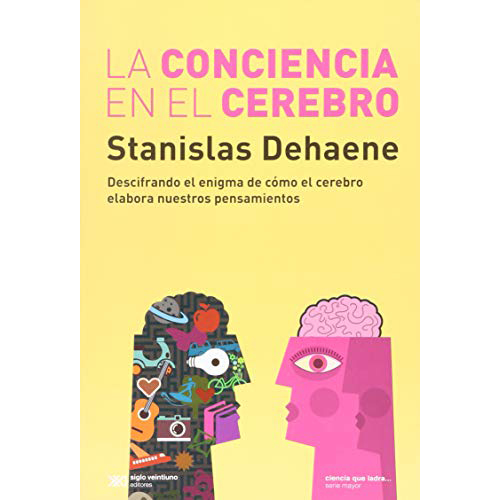 LA CONCIENCIA
EN EL CEREBRO
Stanislas Dehaene
Descifrando el enigma de cómo el cerebro
elabora nuestros pensamientos
siglo veintiuno
editores
ciencia que ladra...
serie mayor